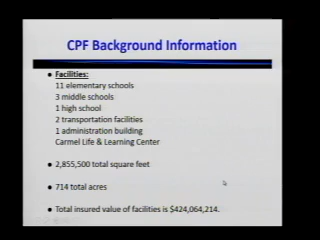 CPF Background Information
● Facilities:
11 elementary schools
3 middle schools
1 high school
2 transportation facilities
1 administration building
Carmel Life & Learning Center
● 2,855,500 total square feet
● 714 total acres
● Total insured value of facilities is $424,064,214.